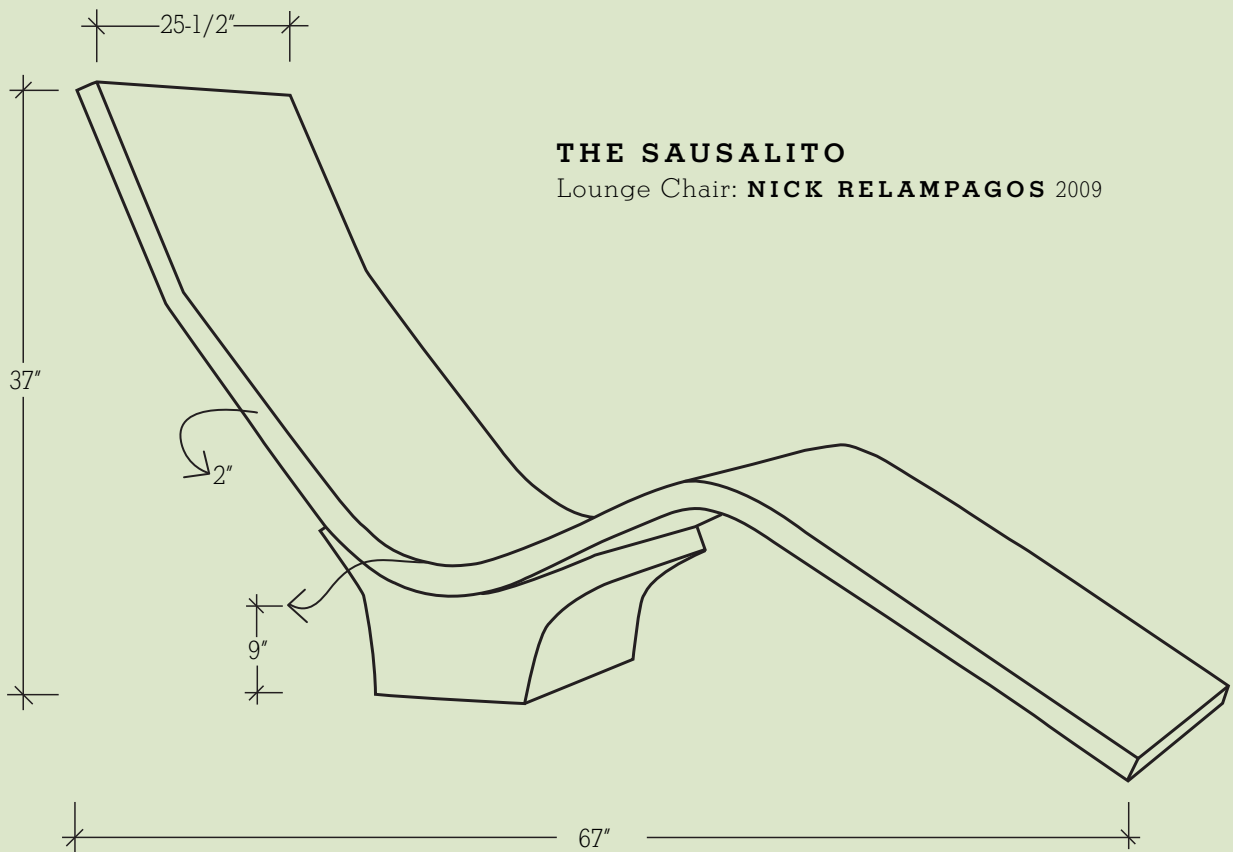 25-1/2"
THE SAUSALITO
Lounge Chair: NICK RELAMPAGOS 2009
37"
2"
9"
67"